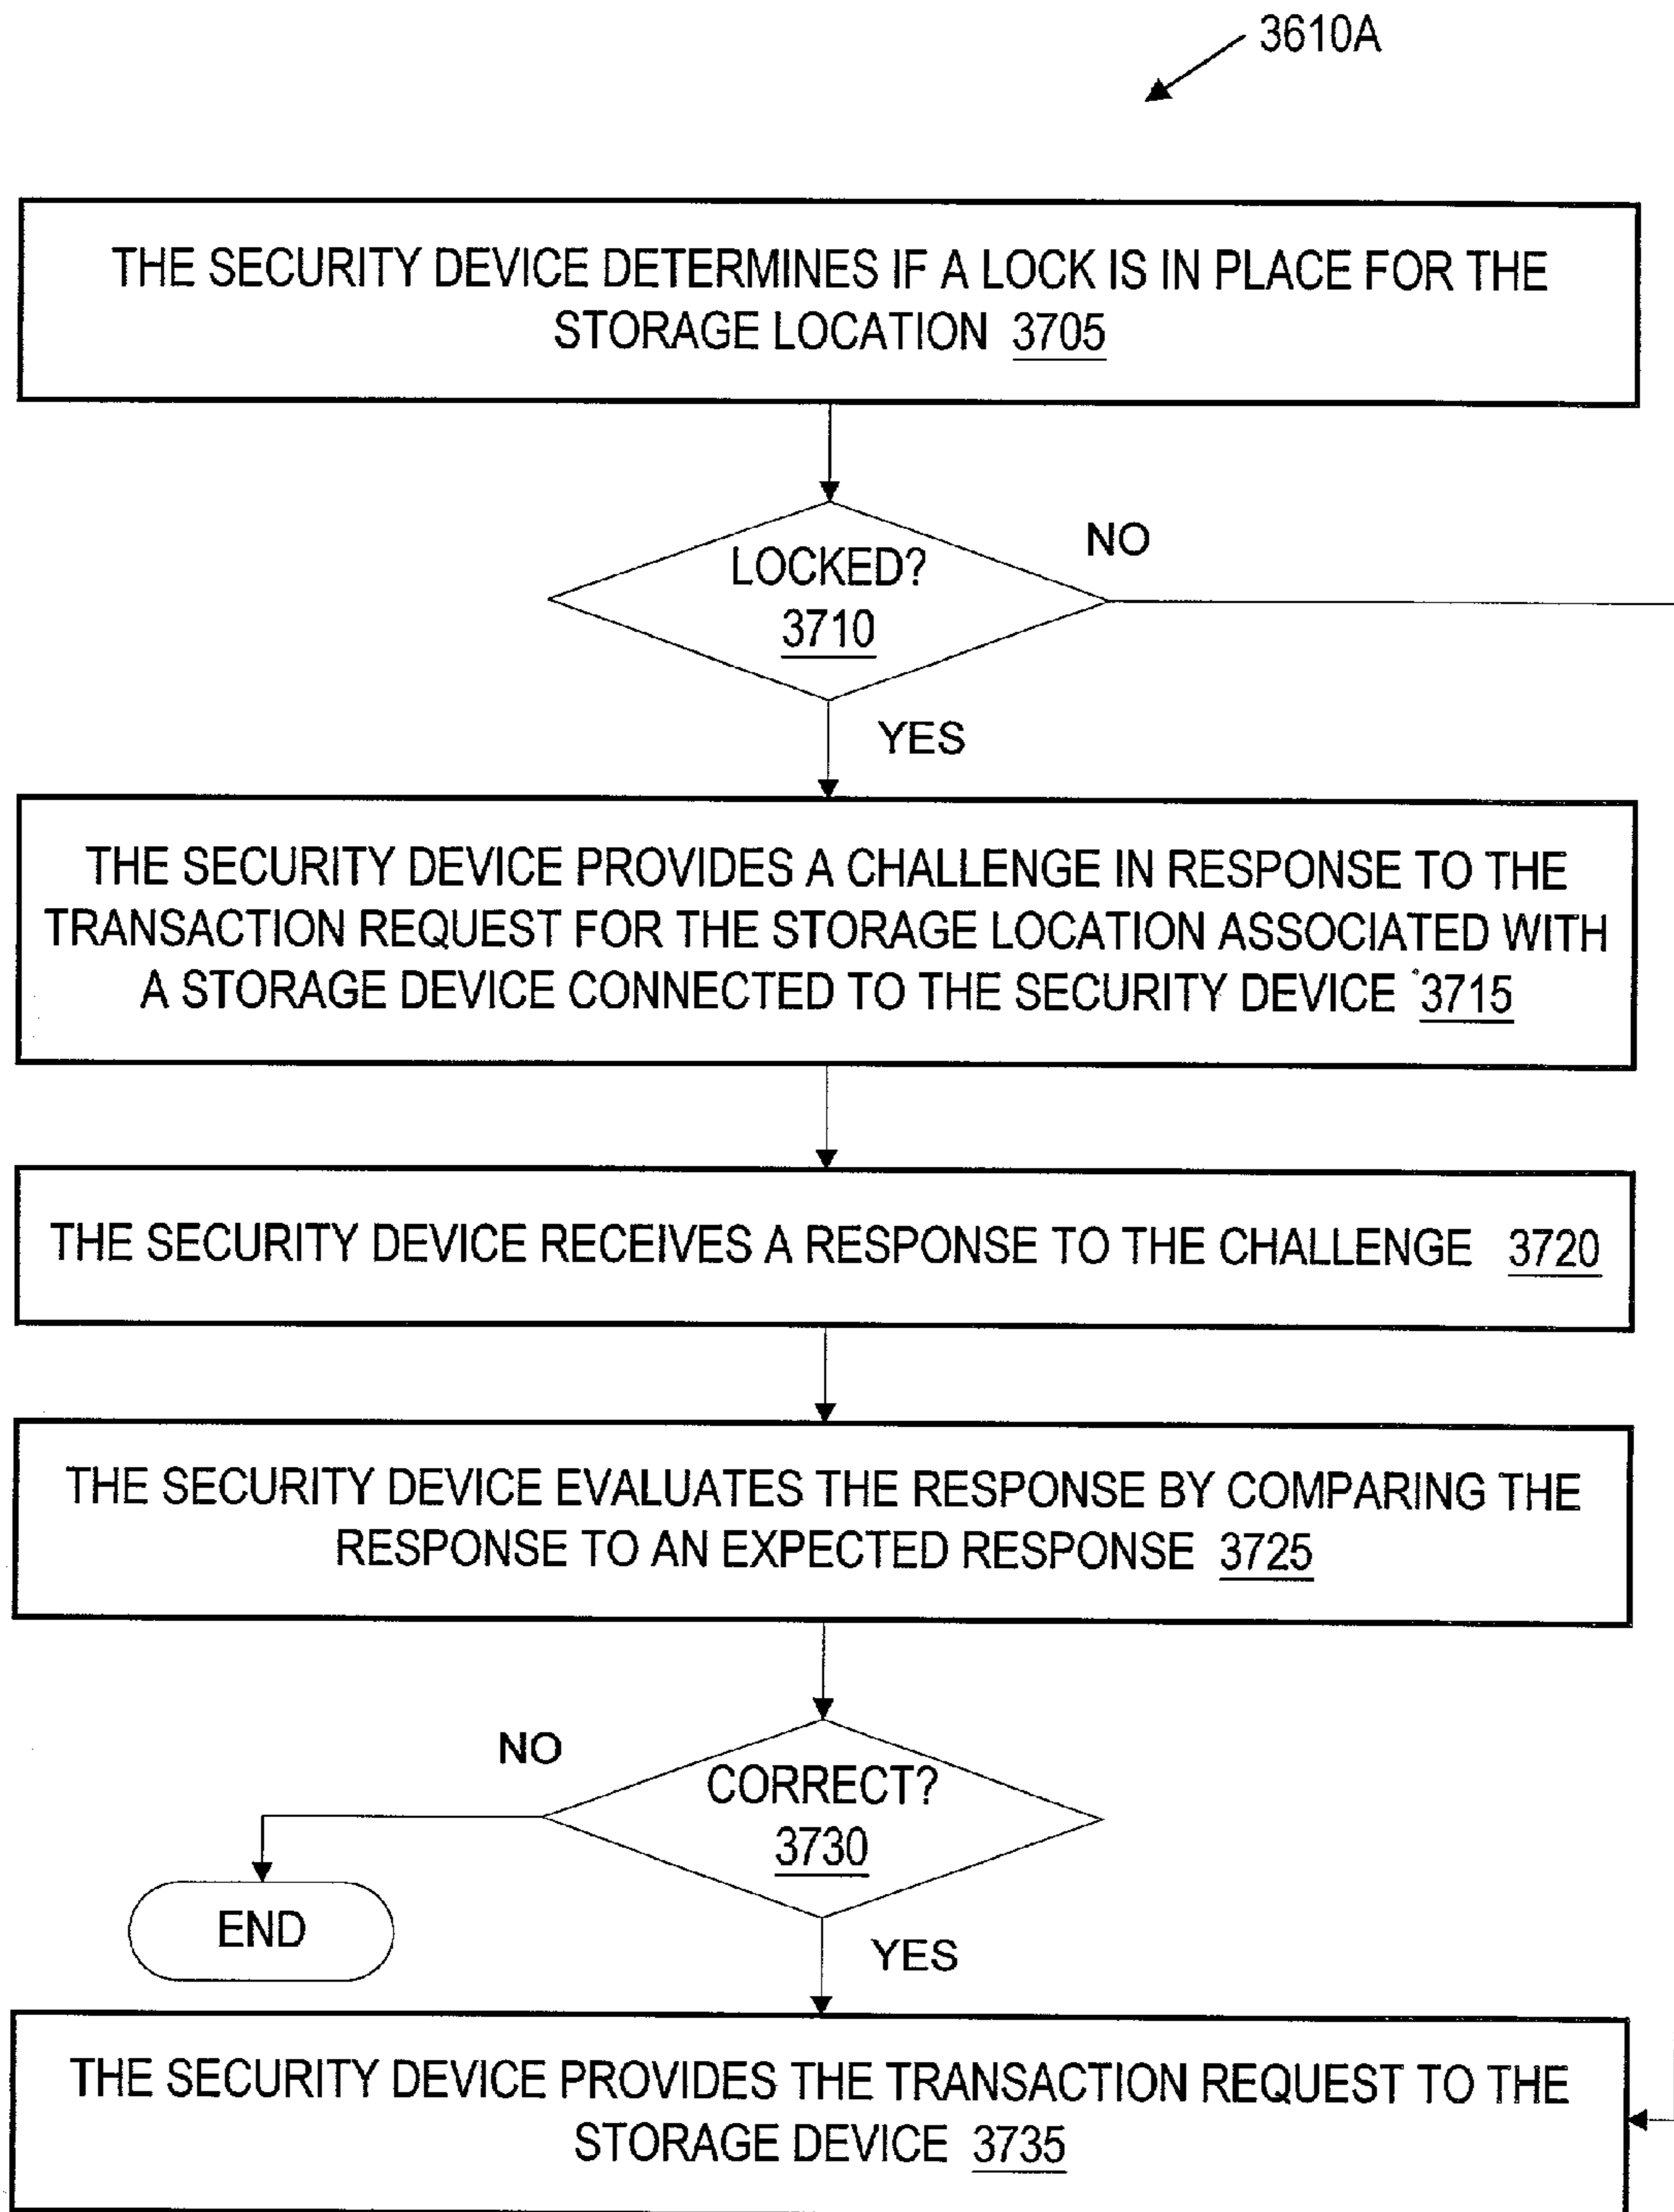 3610A
THE SECURITY DEVICE DETERMINES IF A LOCK IS IN PLACE FOR THE
STORAGE LOCATION 3705
LOCKED?
3710
NO
YES
THE SECURITY DEVICE PROVIDES A CHALLENGE IN RESPONSE TO THE
TRANSACTION REQUEST FOR THE STORAGE LOCATION ASSOCIATED WITH
A STORAGE DEVICE CONNECTED TO THE SECURITY DEVICE 3715
THE SECURITY DEVICE RECEIVES A RESPONSE TO THE CHALLENGE 3720
THE SECURITY DEVICE EVALUATES THE RESPONSE BY COMPARING THE
RESPONSE TO AN EXPECTED RESPONSE 3725
NO
CORRECT?
3730
END
YES
THE SECURITY DEVICE PROVIDES THE TRANSACTION REQUEST TO THE
STORAGE DEVICE 3735